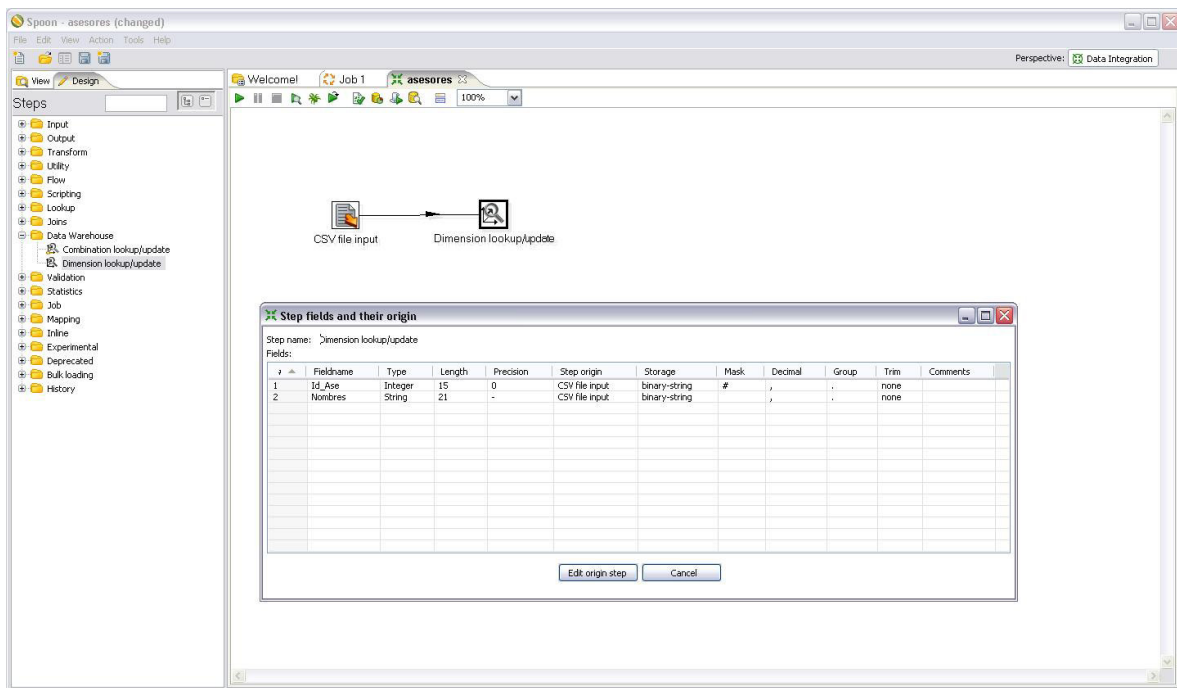 Spoon - asesores (changed)
File Edit View Action Tools Help
Perspective: Data Integration
View Design
Steps
Input
Output
Transform
Utility
Flow
Scripting
Lookup
Joins
Data Warehouse
Combination lookup/update
Dimension lookup/update
Validation
Statistics
Job
Mapping
Inline
Experimental
Deprecated
Bulk loading
History
Welcome! Job 1 asesores
100%
CSV file input Dimension lookup/update
Step fields and their origin
Step name: Dimension lookup/update
Fields:
Fieldname Type Length Precision Step origin Storage Mask Decimal Group Trim Comments
1 Id_Ase Integer 15 0 CSV file input binary-string # , . none
2 Nombres String 21 - CSV file input binary-string , . none
Edit origin step Cancel